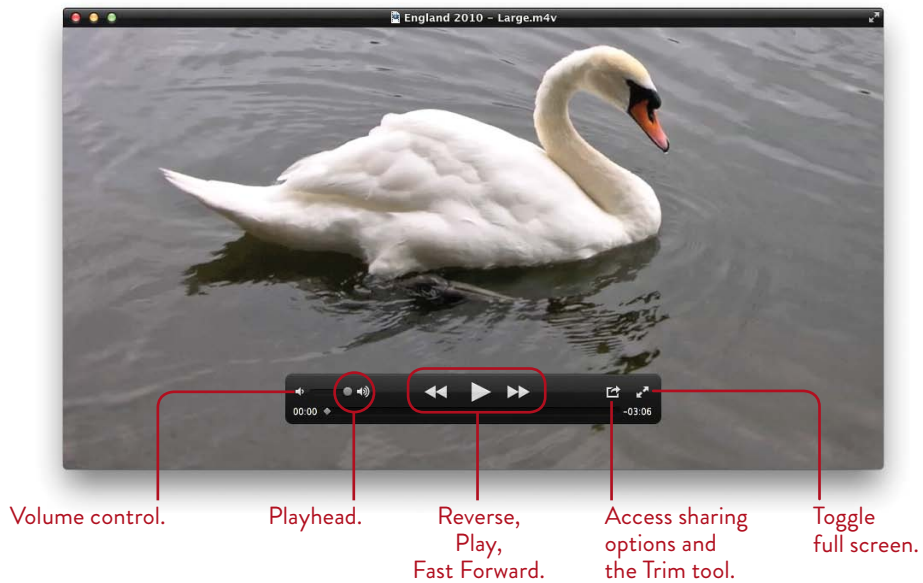 England 2010 – Large.m4v
00:00
-03:06
Volume control.
Playhead.
Reverse,
Play,
Fast Forward.
Access sharing
options and
the Trim tool.
Toggle
full screen.